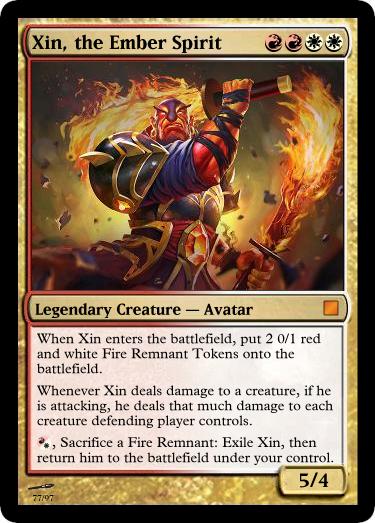 Xin, the Ember Spirit
Legendary Creature — Avatar
When Xin enters the battlefield, put 2 0/1 red
and white Fire Remnant Tokens onto the
battlefield.
Whenever Xin deals damage to a creature, if he
is attacking, he deals that much damage to each
creature defending player controls.
, Sacrifice a Fire Remnant: Exile Xin, then
return him to the battlefield under your control.
5/4
77/97